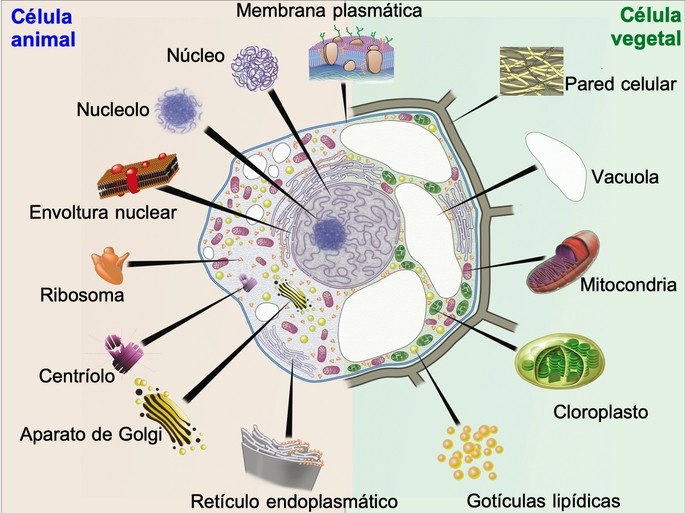 Célula
animal
Membrana plasmática
Célula
vegetal
Núcleo
Pared celular
Nucleolo
Vacuola
Envoltura nuclear
Ribosoma
Mitocondria
Centríolo
Cloroplasto
Aparato de Golgi
Retículo endoplasmático
Gotículas lipídicas